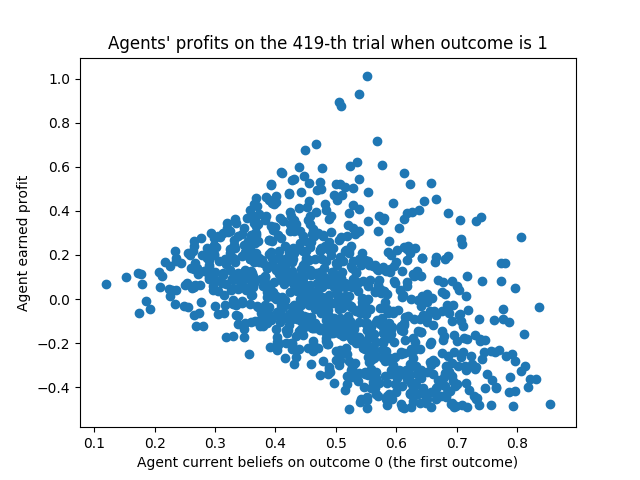 Agents' profits on the 419-th trial when outcome is 1
1.0
0.8
0.6
0.4
0.2
0.0
−0.2
−0.4
Agent earned profit
0.1 0.2 0.3 0.4 0.5 0.6 0.7 0.8
Agent current beliefs on outcome 0 (the first outcome)